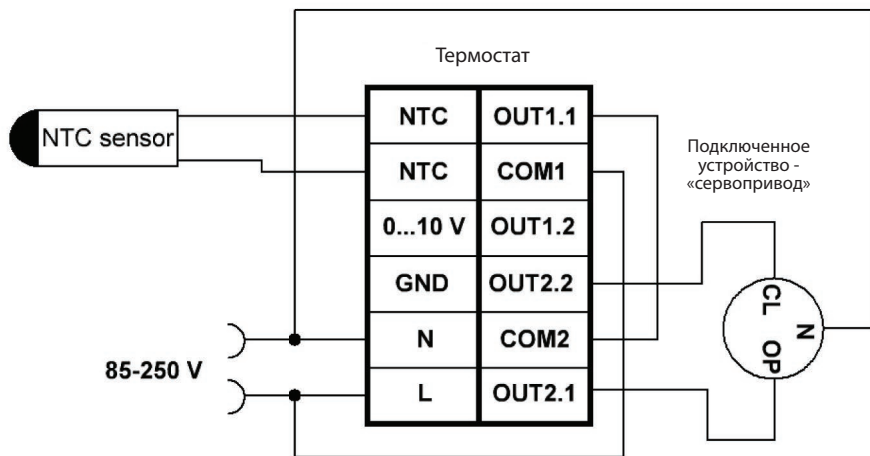 Термостат
NTC sensor
NTC
OUT1.1
NTC
COM1
0...10 V
OUT1.2
GND
OUT2.2
N
COM2
L
OUT2.1
85-250 V
Подключенное
устройство -
«сервопривод»
CL
OP
N